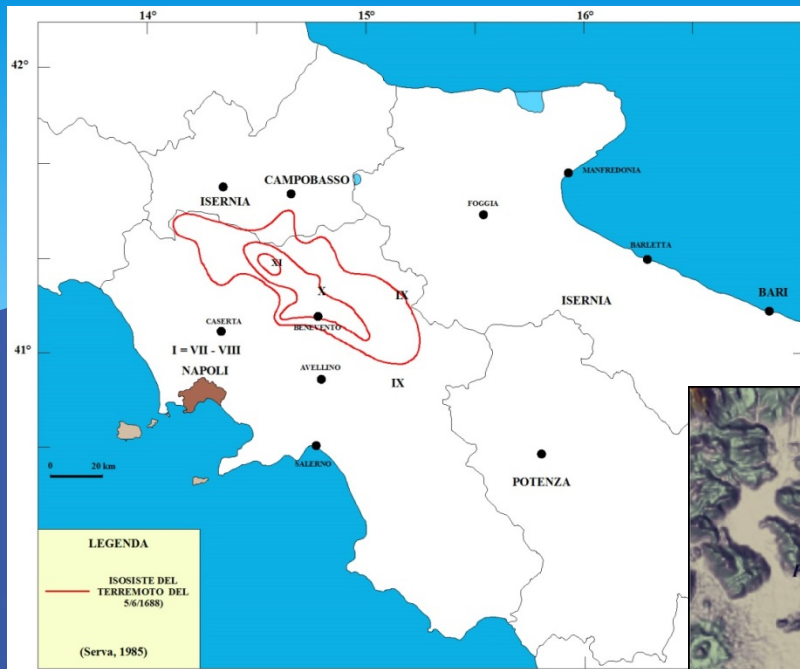 14°
15°
16°
42°
MANFREDONIA
CAMPOBASSO
ISERNIA
FOGGIA
XI
BARLETTA
X
IX
ISERNIA
BARI
CASERTA
BENEVENTO
41°
I = VII - VIII
NAPOLI
AVELLINO
IX
SALERNO
0 20 km
POTENZA
LEGENDA
ISOSISTE DEL
TERREMOTO DEL
5/6/1688)
(Serva, 1985)